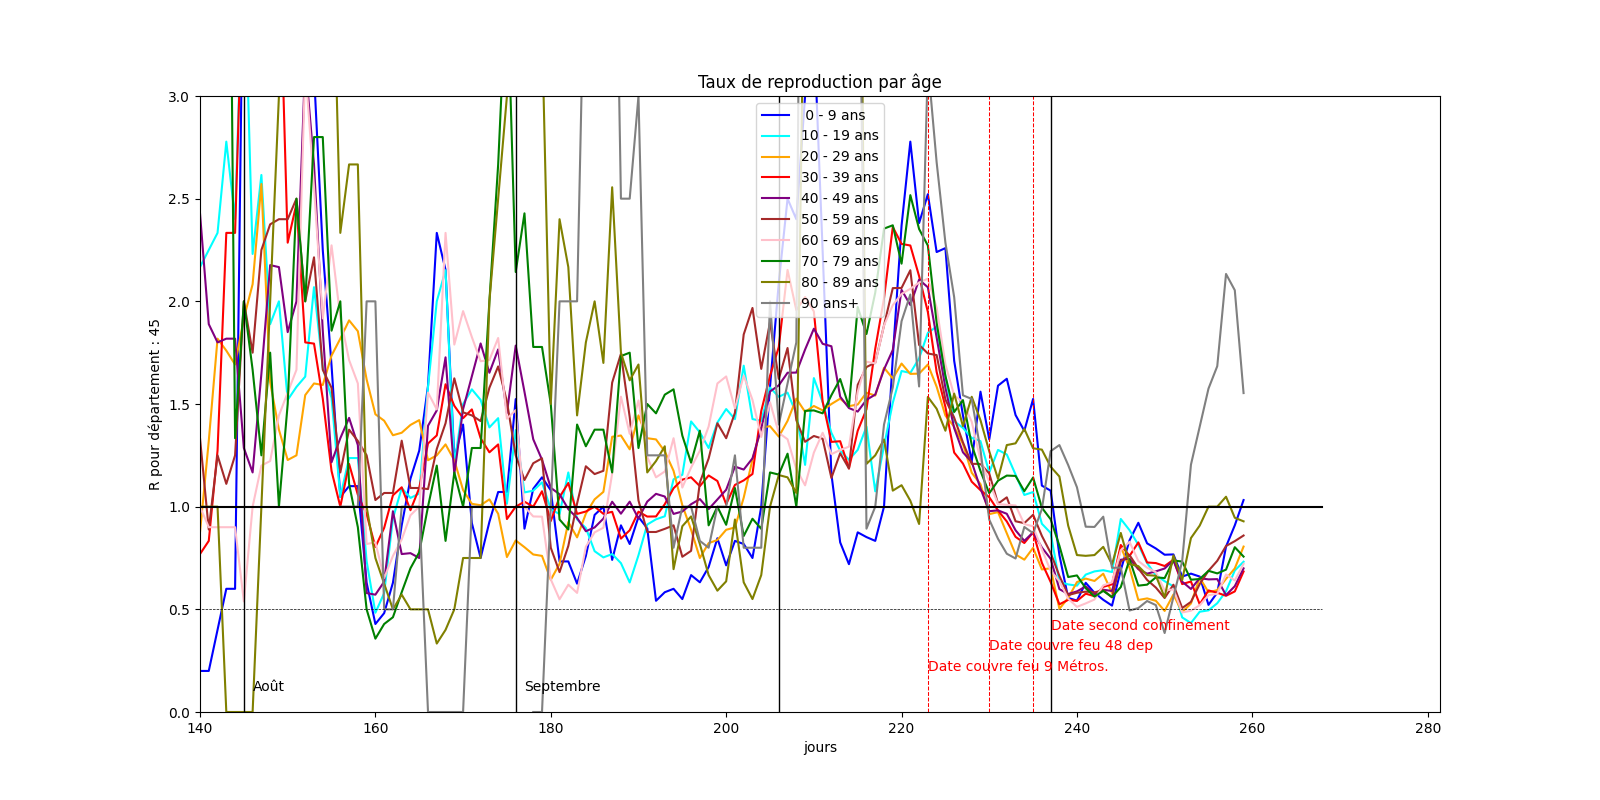 Taux de reproduction par âge
3.0
2.5
2.0
1.5
1.0
0.5
0.0
R pour département : 45
0 - 9 ans
10 - 19 ans
20 - 29 ans
30 - 39 ans
40 - 49 ans
50 - 59 ans
60 - 69 ans
70 - 79 ans
80 - 89 ans
90 ans+
Date second confinement
Date couvre feu 48 dep
Date couvre feu 9 Métros.
Août
Septembre
140
160
180
200
220
240
260
280
jours